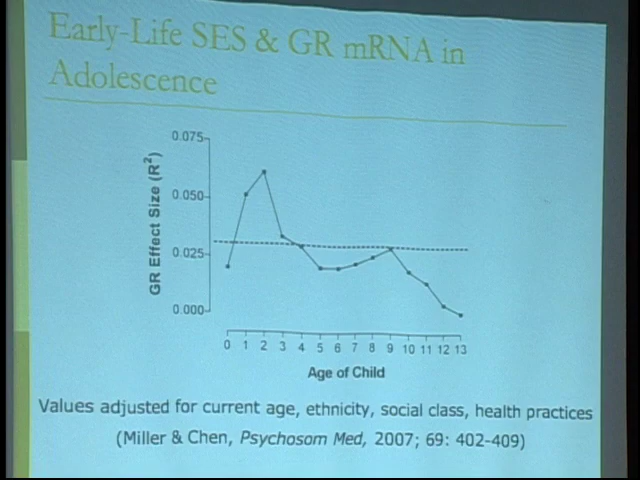 Early-Life SES & GR mRNA in
Adolescence
0.075
0.050
0.025
0.000
GR Effect Size (R²)
0 1 2 3 4 5 6 7 8 9 10 11 12 13
Age of Child
Values adjusted for current age, ethnicity, social class, health practices
(Miller & Chen, Psychosom Med, 2007; 69: 402-409)